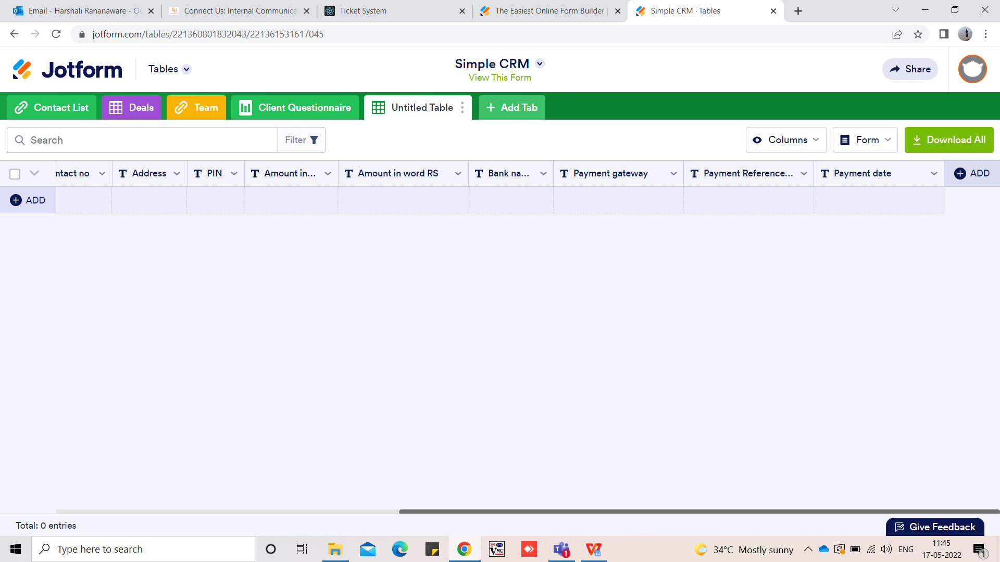 Email - Harshali Rananaware - Ou
Connect Us: Internal Communica
Ticket System
The Easiest Online Form Builder |
Simple CRM · Tables
jotform.com/tables/221360801832043/221361531617045
Jotform
Tables
Simple CRM
View This Form
Share
Contact List
Deals
Team
Client Questionnaire
Untitled Table
+ Add Tab
Search
Filter
Columns
Form
Download All
ntact no
T Address
T PIN
T Amount in...
T Amount in word RS
T Bank na...
T Payment gateway
T Payment Reference...
T Payment date
ADD
ADD
Total: 0 entries
Give Feedback
Type here to search
VNC
1
34°C Mostly sunny
ENG
11:45
17-05-2022
1